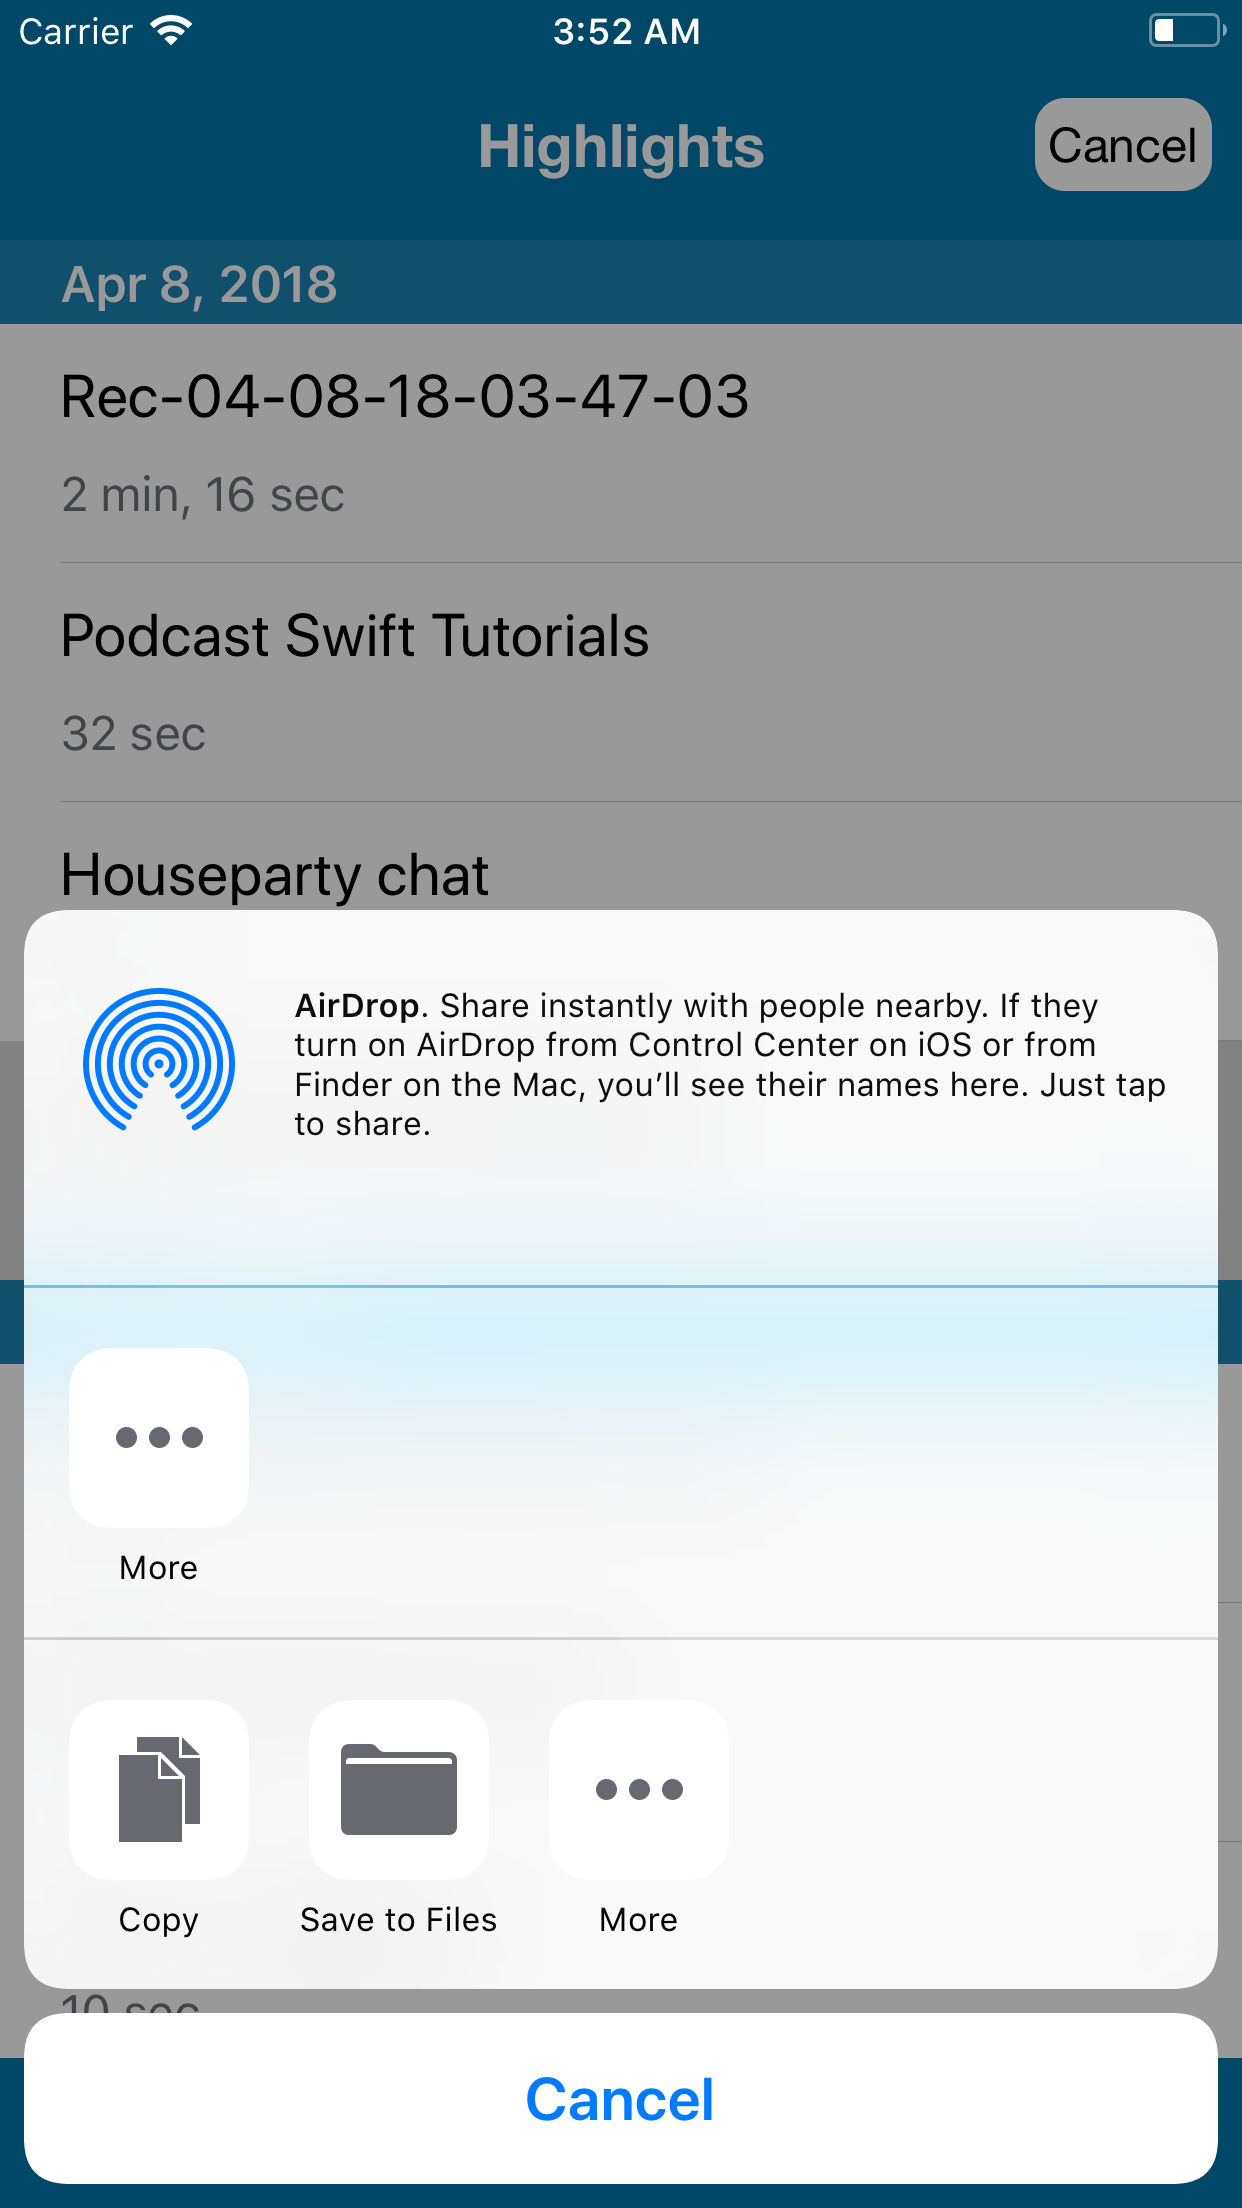 Carrier 3:52 AM
Highlights Cancel
Apr 8, 2018
Rec-04-08-18-03-47-03
2 min, 16 sec
Podcast Swift Tutorials
32 sec
Houseparty chat
AirDrop. Share instantly with people nearby. If they
turn on AirDrop from Control Center on iOS or from
Finder on the Mac, you’ll see their names here. Just tap
to share.
More
Copy Save to Files More
10 sec
Cancel